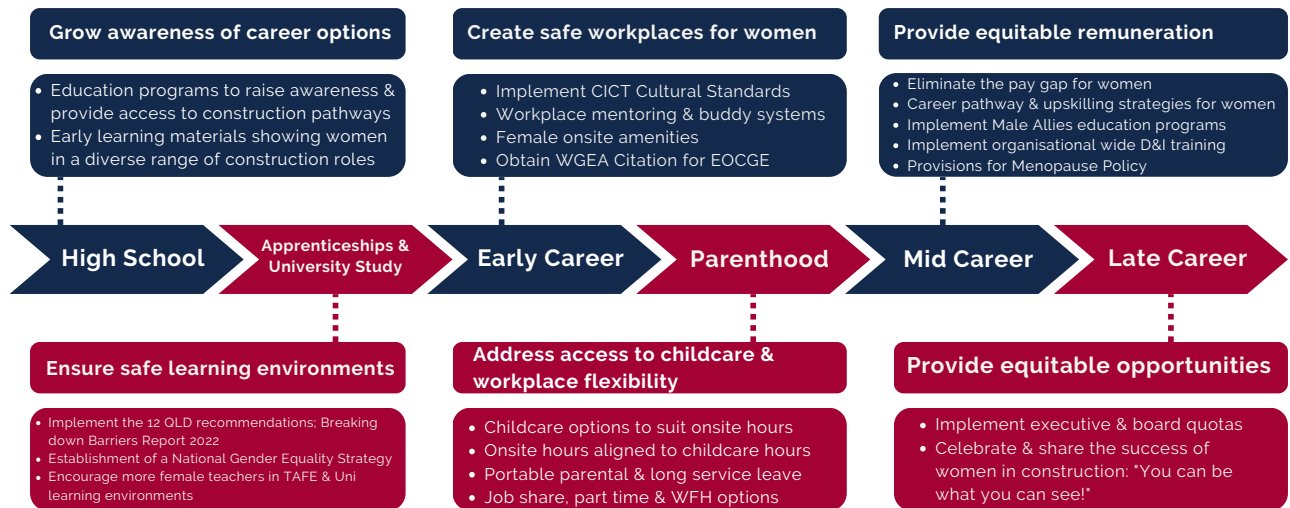 Grow awareness of career options
Create safe workplaces for women
Provide equitable remuneration
• Education programs to raise awareness &
provide access to construction pathways
• Early learning materials showing women
in a diverse range of construction roles
• Implement CICT Cultural Standards
• Workplace mentoring & buddy systems
• Female onsite amenities
• Obtain WGEA Citation for EOCGE
• Eliminate the pay gap for women
• Career pathway & upskilling strategies for women
• Implement Male Allies education programs
• Implement organisational wide D&I training
• Provisions for Menopause Policy
High School
Apprenticeships &
University Study
Early Career
Parenthood
Mid Career
Late Career
Ensure safe learning environments
Address access to childcare &
workplace flexibility
Provide equitable opportunities
• Implement the 12 QLD recommendations; Breaking
down Barriers Report 2022
• Establishment of a National Gender Equality Strategy
• Encourage more female teachers in TAFE & Uni
learning environments
• Childcare options to suit onsite hours
• Onsite hours aligned to childcare hours
• Portable parental & long service leave
• Job share, part time & WFH options
• Implement executive & board quotas
• Celebrate & share the success of
women in construction: "You can be
what you can see!"